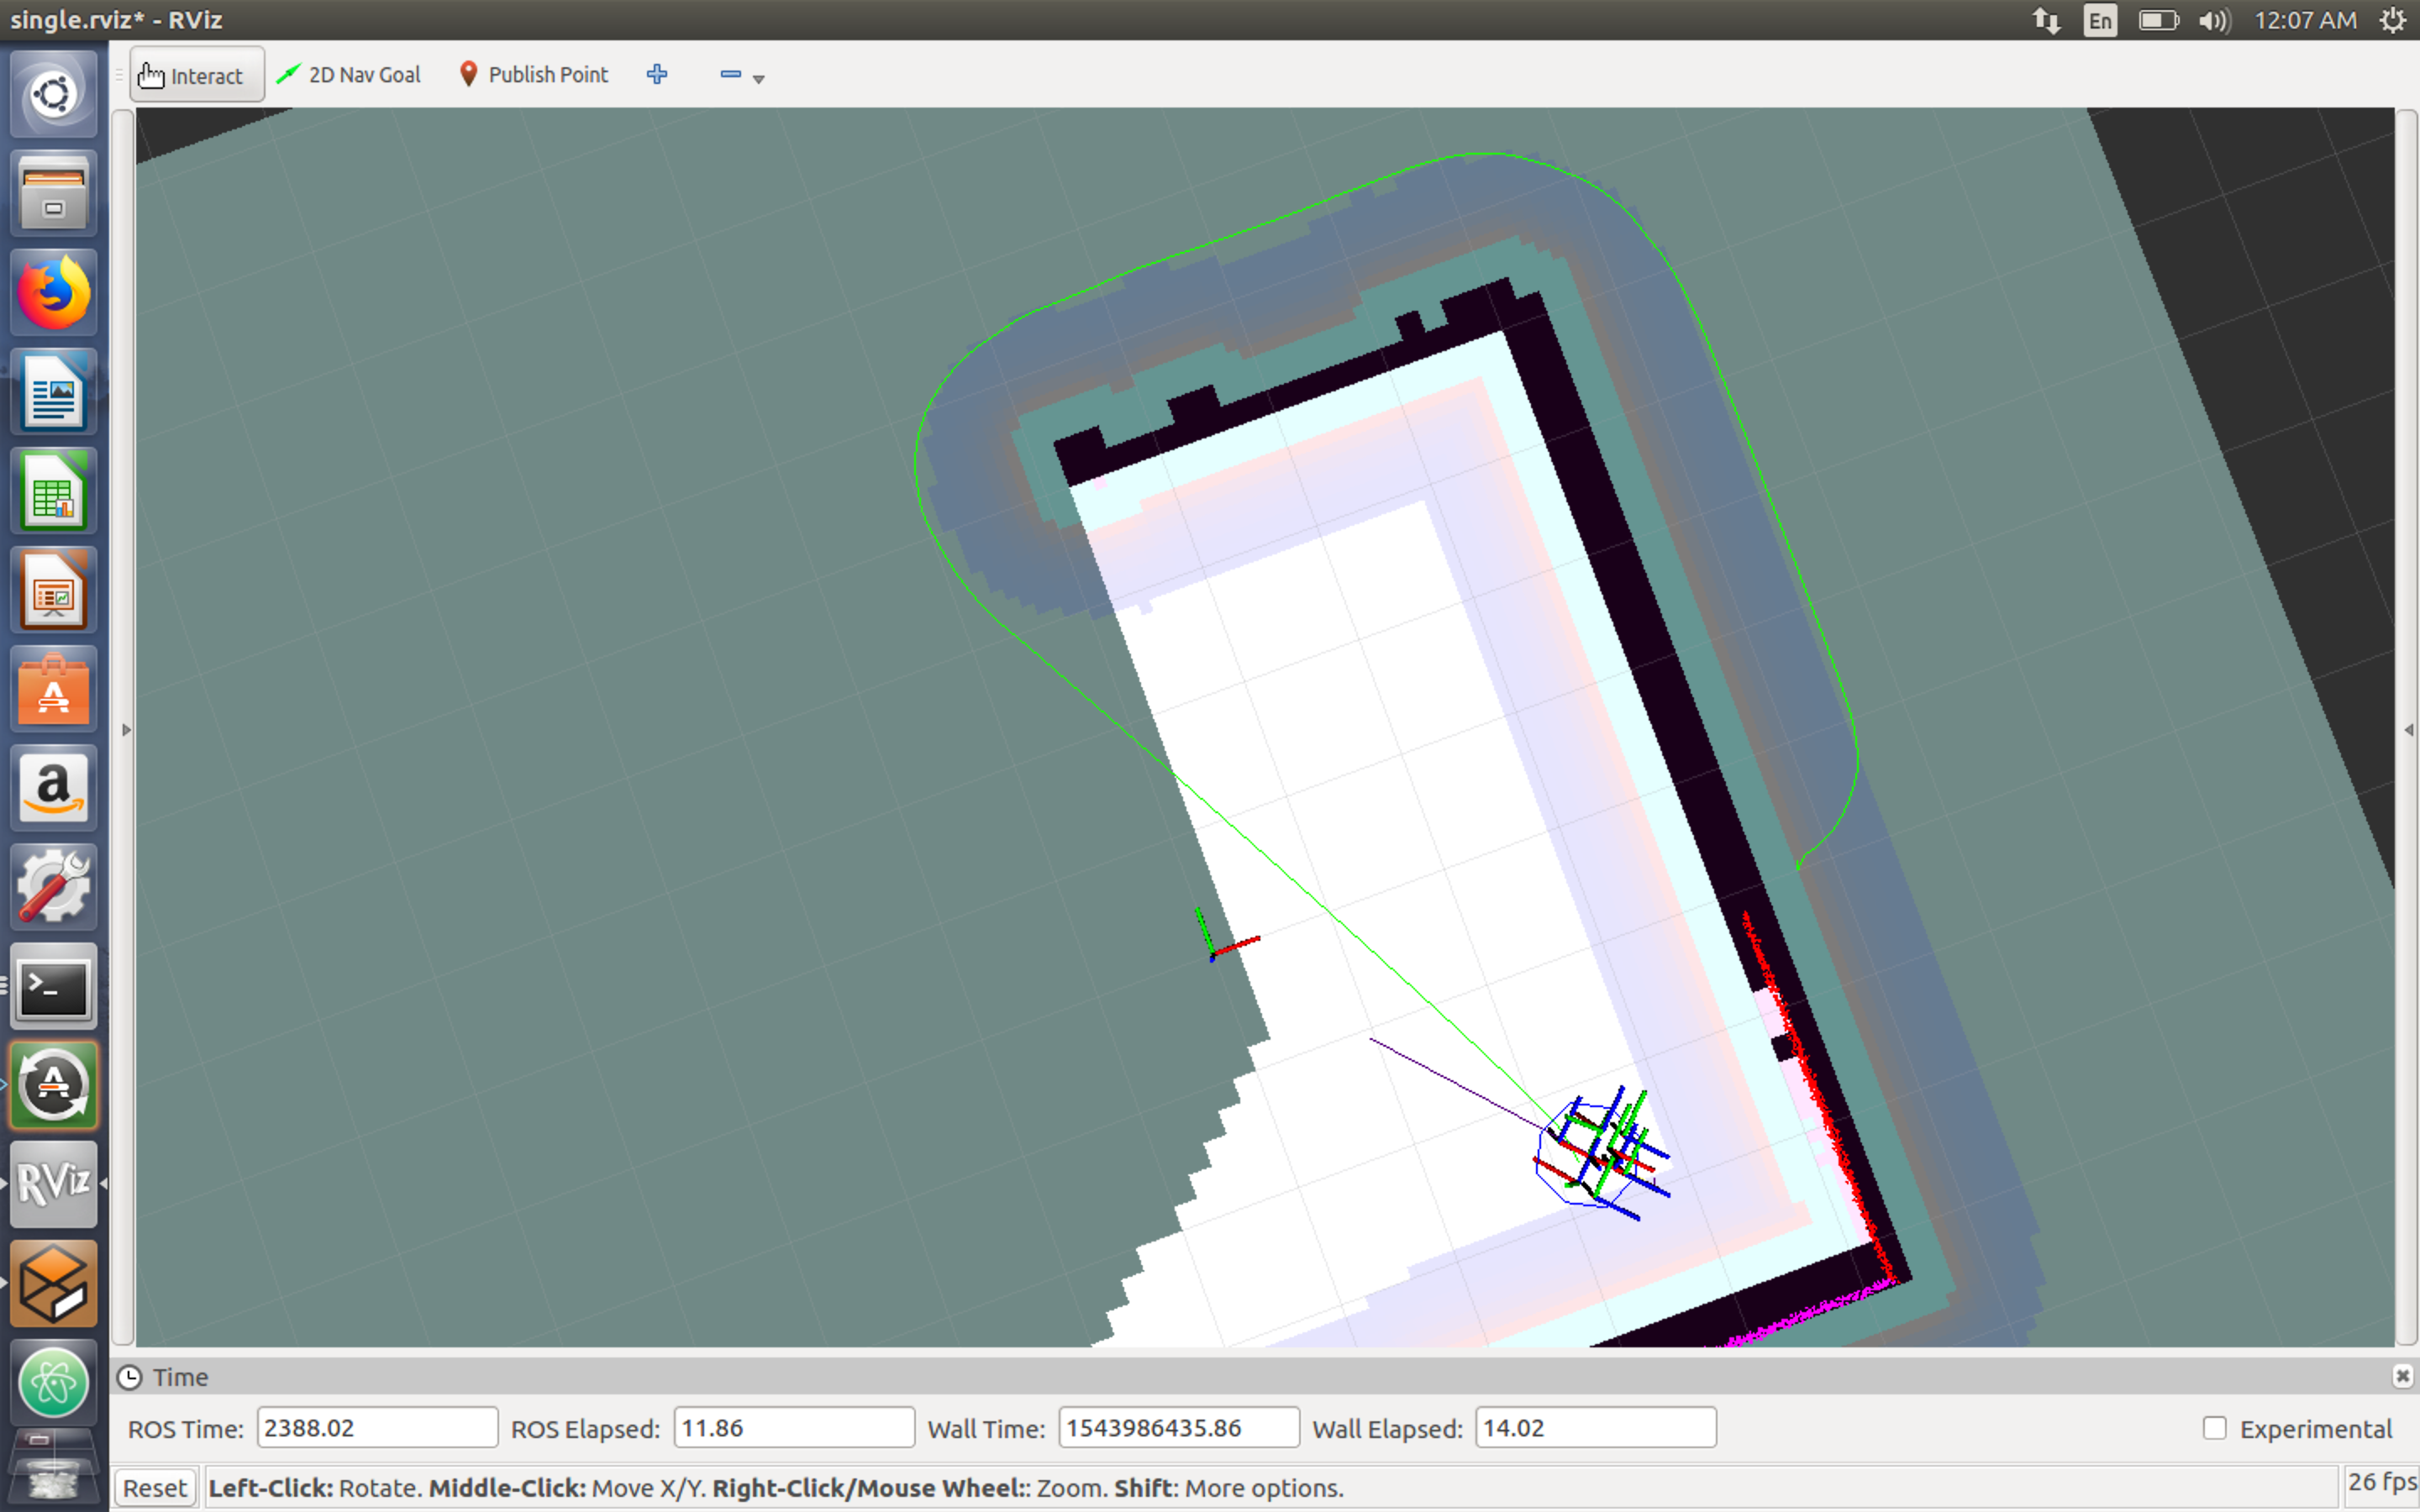 single.rviz* - RViz
En
12:07 AM
Interact
2D Nav Goal
Publish Point
RViz
Time
ROS Time: 2388.02
ROS Elapsed: 11.86
Wall Time: 1543986435.86
Wall Elapsed: 14.02
Experimental
Reset
Left-Click: Rotate. Middle-Click: Move X/Y. Right-Click/Mouse Wheel:: Zoom. Shift: More options.
26 fps